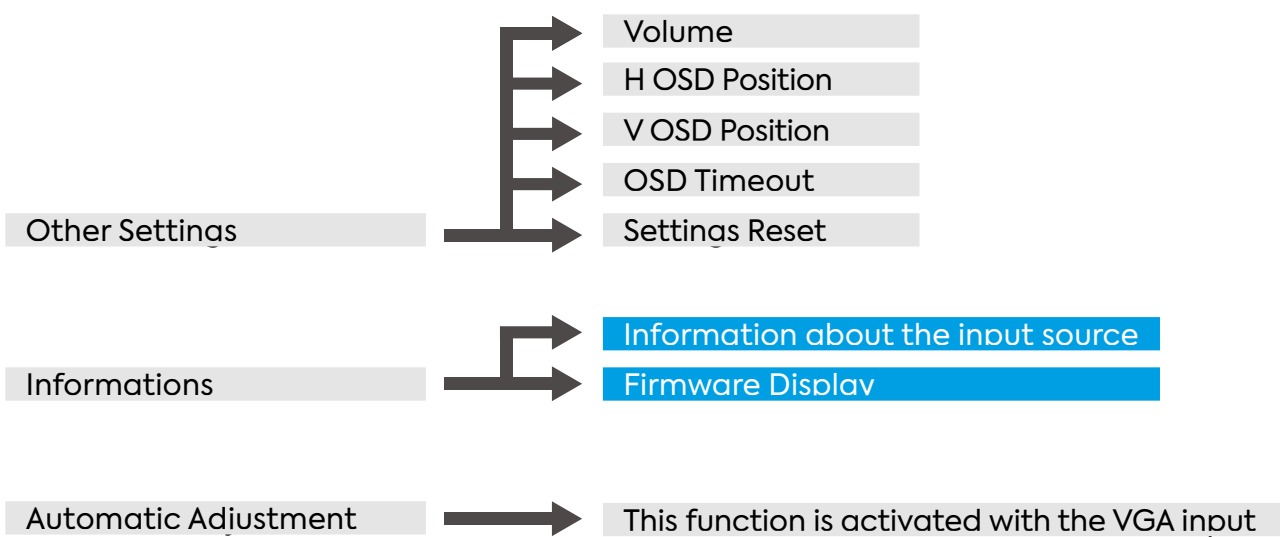 Volume
H OSD Position
V OSD Position
OSD Timeout
Other Settings
Settings Reset
Information about the input source
Informations
Firmware Display
Automatic Adjustment
This function is activated with the VGA input